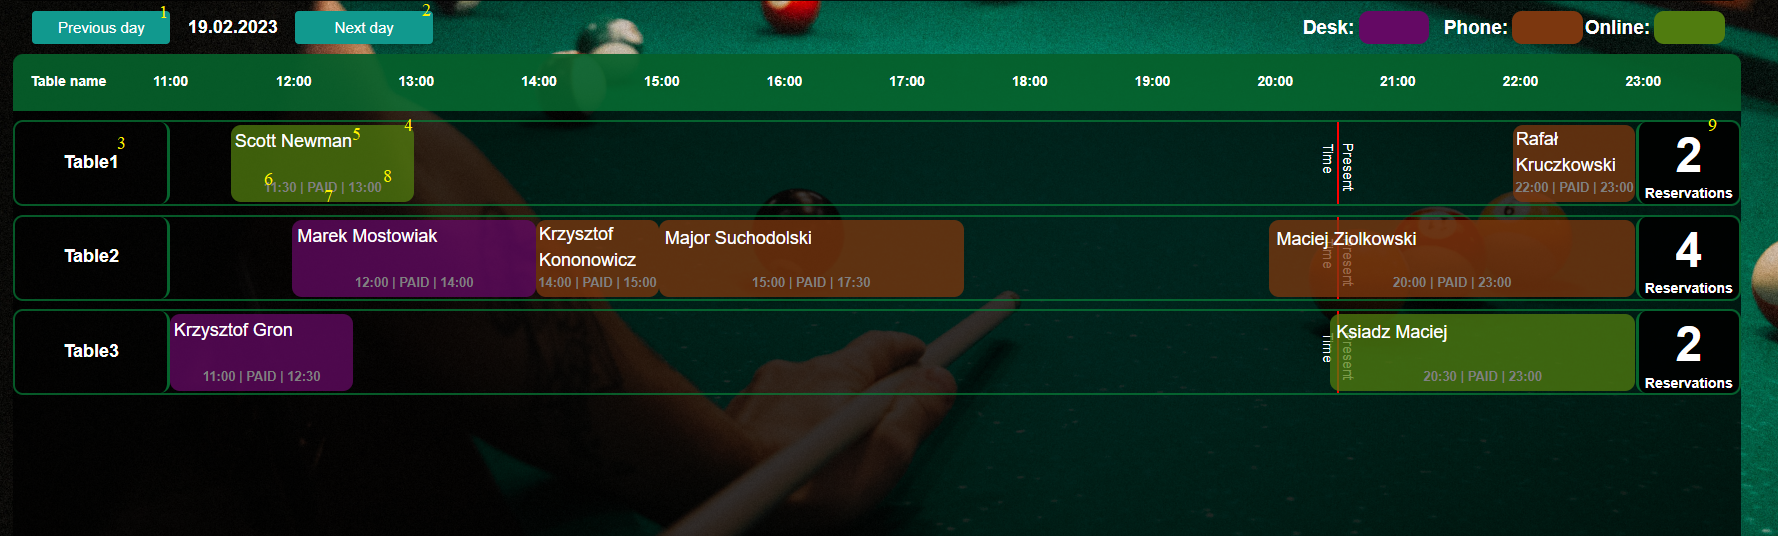 Previous day 1 19.02.2023 Next day 2 Desk: Phone: Online:
Table name 11:00 12:00 13:00 14:00 15:00 16:00 17:00 18:00 19:00 20:00 21:00 22:00 23:00
Table1 3
Scott Newman 5 4
6 11:30 | PAID | 13:00 8
7
Present
Time
Rafał
Kruczkowski
22:00 | PAID | 23:00
9
2
Reservations
Table2
Marek Mostowiak
12:00 | PAID | 14:00
Krzysztof
Kononowicz
14:00 | PAID | 15:00
Major Suchodolski
15:00 | PAID | 17:30
Maciej Ziolkowski
Present
Time
20:00 | PAID | 23:00
4
Reservations
Table3
Krzysztof Gron
11:00 | PAID | 12:30
Present
Time
Ksiadz Maciej
20:30 | PAID | 23:00
2
Reservations